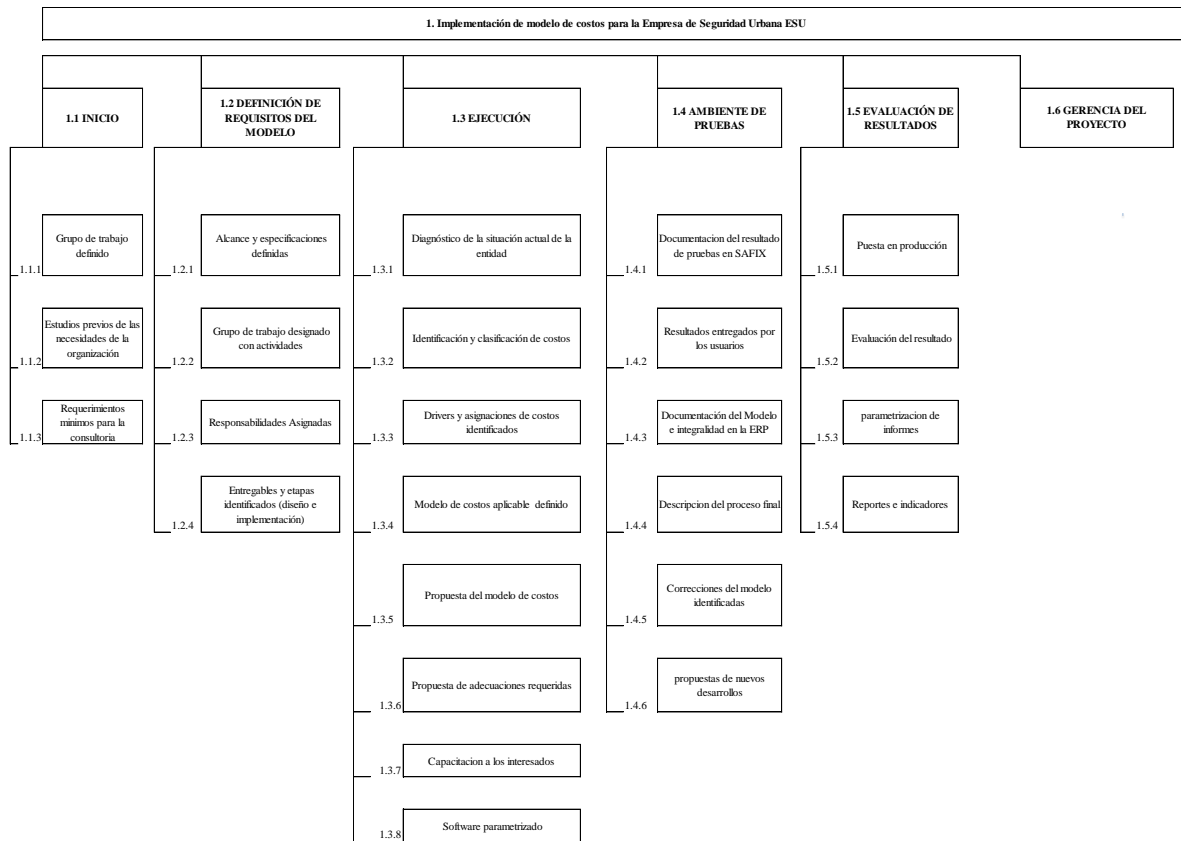 1. Implementación de modelo de costos para la Empresa de Seguridad Urbana ESU
1.1 INICIO
1.1.1
Grupo de trabajo
definido
1.1.2
Estudios previos de las
necesidades de la
organización
1.1.3
Requerimientos
minimos para la
consultoria
1.2 DEFINICIÓN DE
REQUISITOS DEL
MODELO
1.2.1
Alcance y especificaciones
definidas
1.2.2
Grupo de trabajo designado
con actividades
1.2.3
Responsabilidades Asignadas
1.2.4
Entregables y etapas
identificados (diseño e
implementación)
1.3 EJECUCIÓN
1.3.1
Diagnóstico de la situación actual de la
entidad
1.3.2
Identificación y clasificación de costos
1.3.3
Drivers y asignaciones de costos
identificados
1.3.4
Modelo de costos aplicable definido
1.3.5
Propuesta del modelo de costos
1.3.6
Propuesta de adecuaciones requeridas
1.3.7
Capacitacion a los interesados
1.3.8
Software parametrizado
1.4 AMBIENTE DE
PRUEBAS
1.4.1
Documentacion del resultado
de pruebas en SAFIX
1.4.2
Resultados entregados por
los usuarios
1.4.3
Documentación del Modelo
e integralidad en la ERP
1.4.4
Descripcion del proceso final
1.4.5
Correcciones del modelo
identificadas
1.4.6
propuestas de nuevos
desarrollos
1.5 EVALUACIÓN DE
RESULTADOS
1.5.1
Puesta en producción
1.5.2
Evaluación del resultado
1.5.3
parametrizacion de
informes
1.5.4
Reportes e indicadores
1.6 GERENCIA DEL
PROYECTO